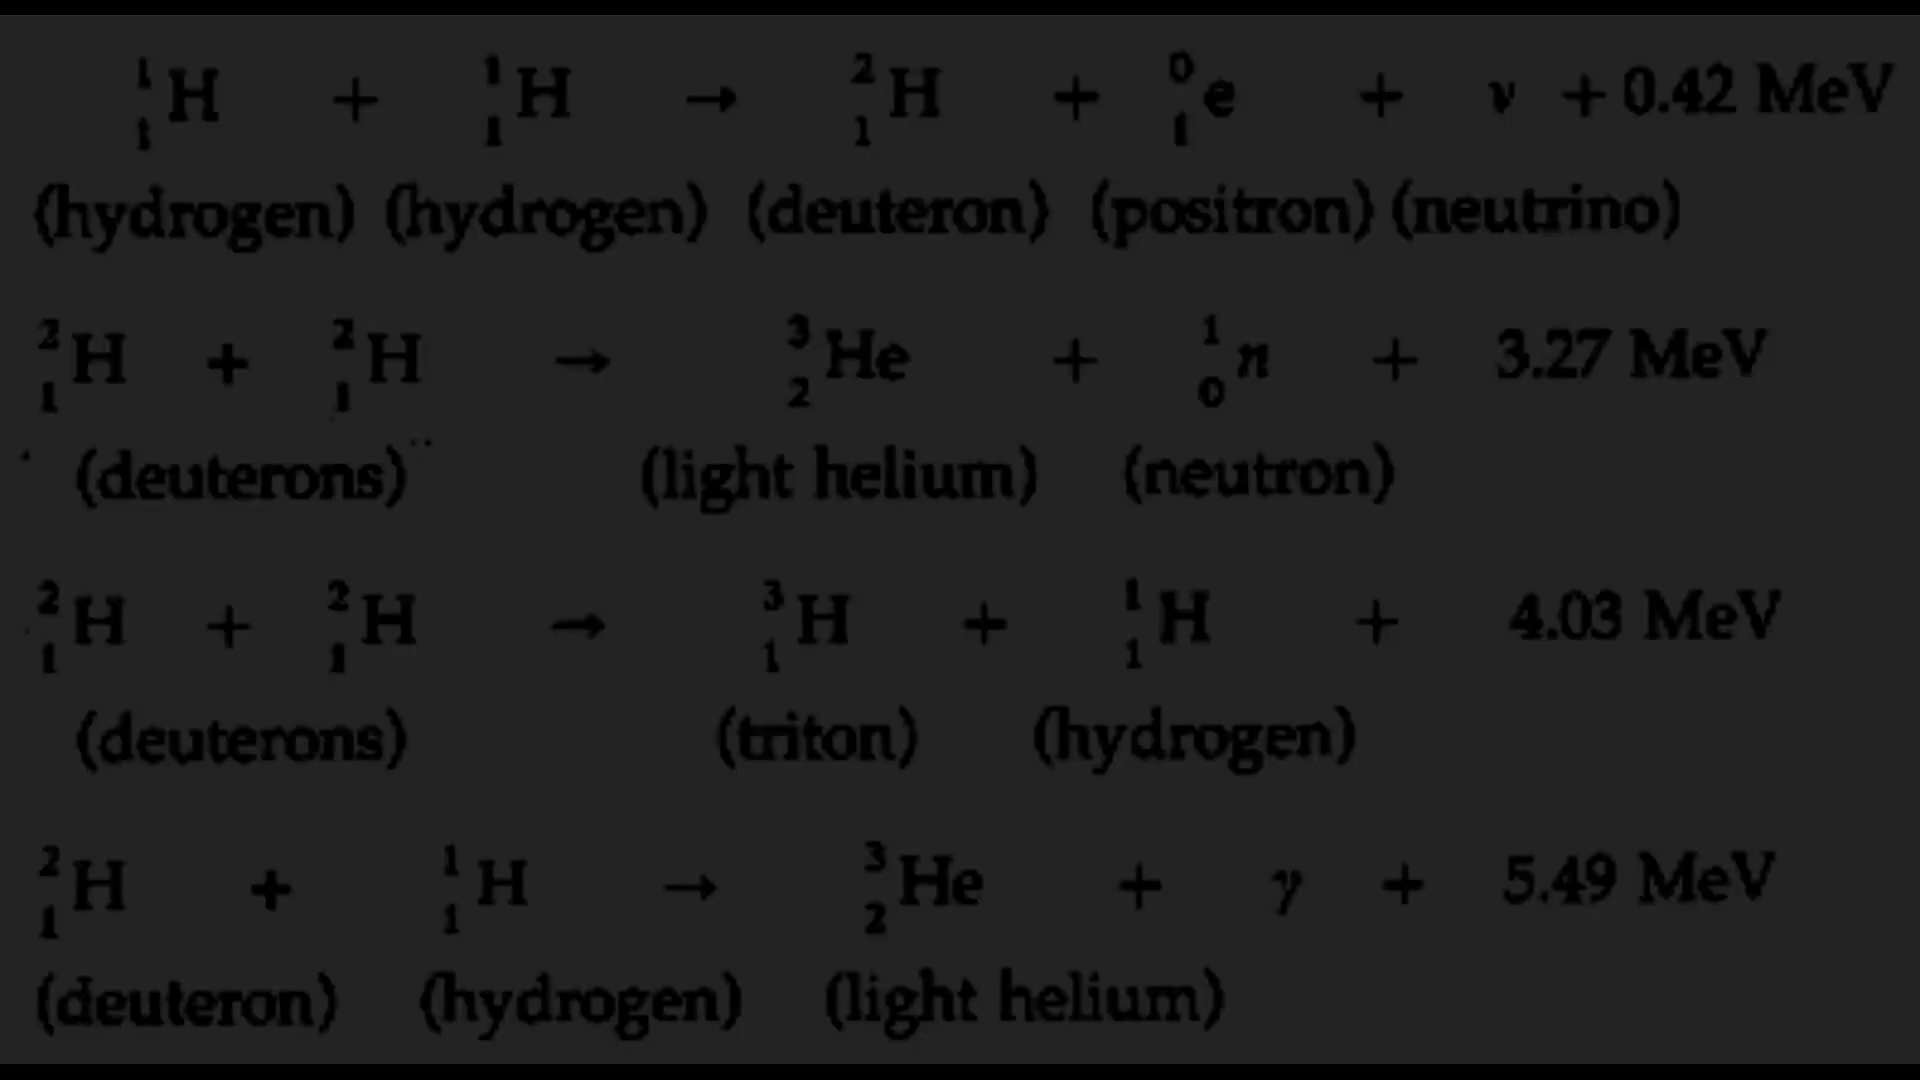 ¹₁H + ¹₁H → ²₁H + ⁰₁e + ν + 0.42 MeV
(hydrogen) (hydrogen) (deuteron) (positron) (neutrino)
²₁H + ²₁H → ³₂He + ¹₀n + 3.27 MeV
(deuterons) (light helium) (neutron)
²₁H + ²₁H → ³₁H + ¹₁H + 4.03 MeV
(deuterons) (triton) (hydrogen)
²₁H + ¹₁H → ³₂He + γ + 5.49 MeV
(deuteron) (hydrogen) (light helium)